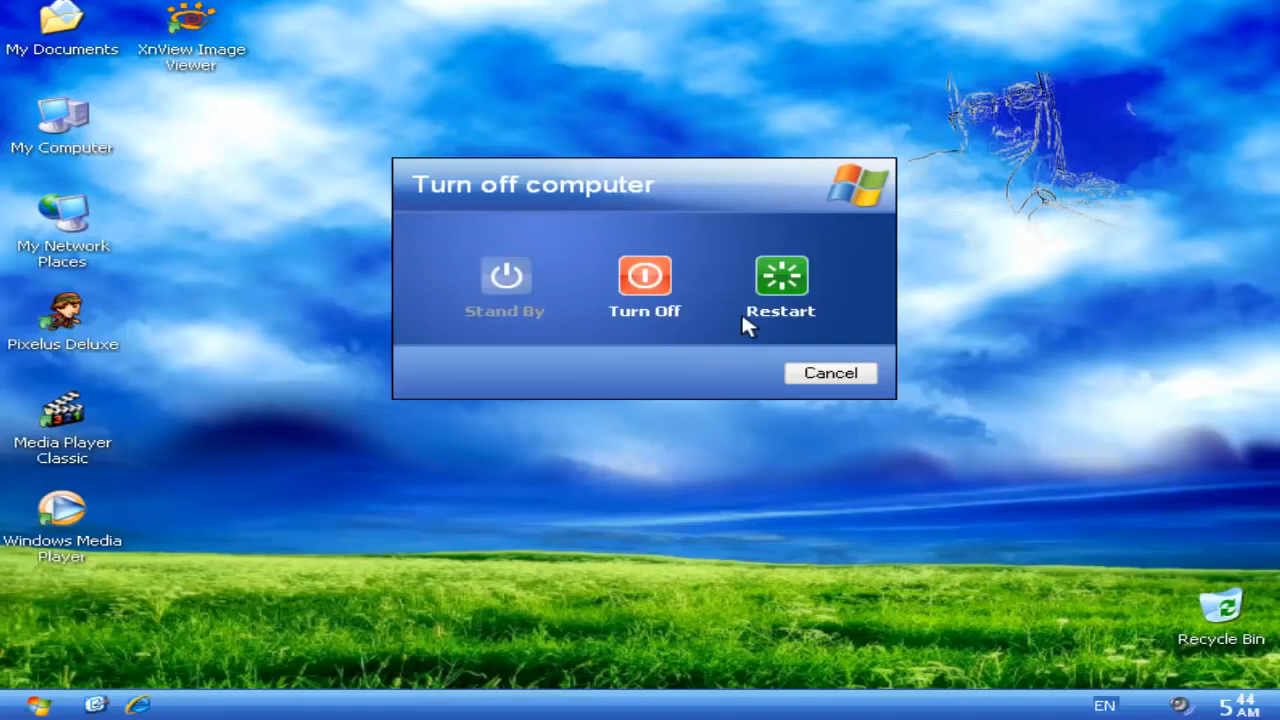 My Documents
XnView Image
Viewer
My Computer
My Network
Places
Pixelus Deluxe
Media Player
Classic
Windows Media
Player
Turn off computer
Stand By
Turn Off
Restart
Cancel
Recycle Bin
EN
5 44
AM